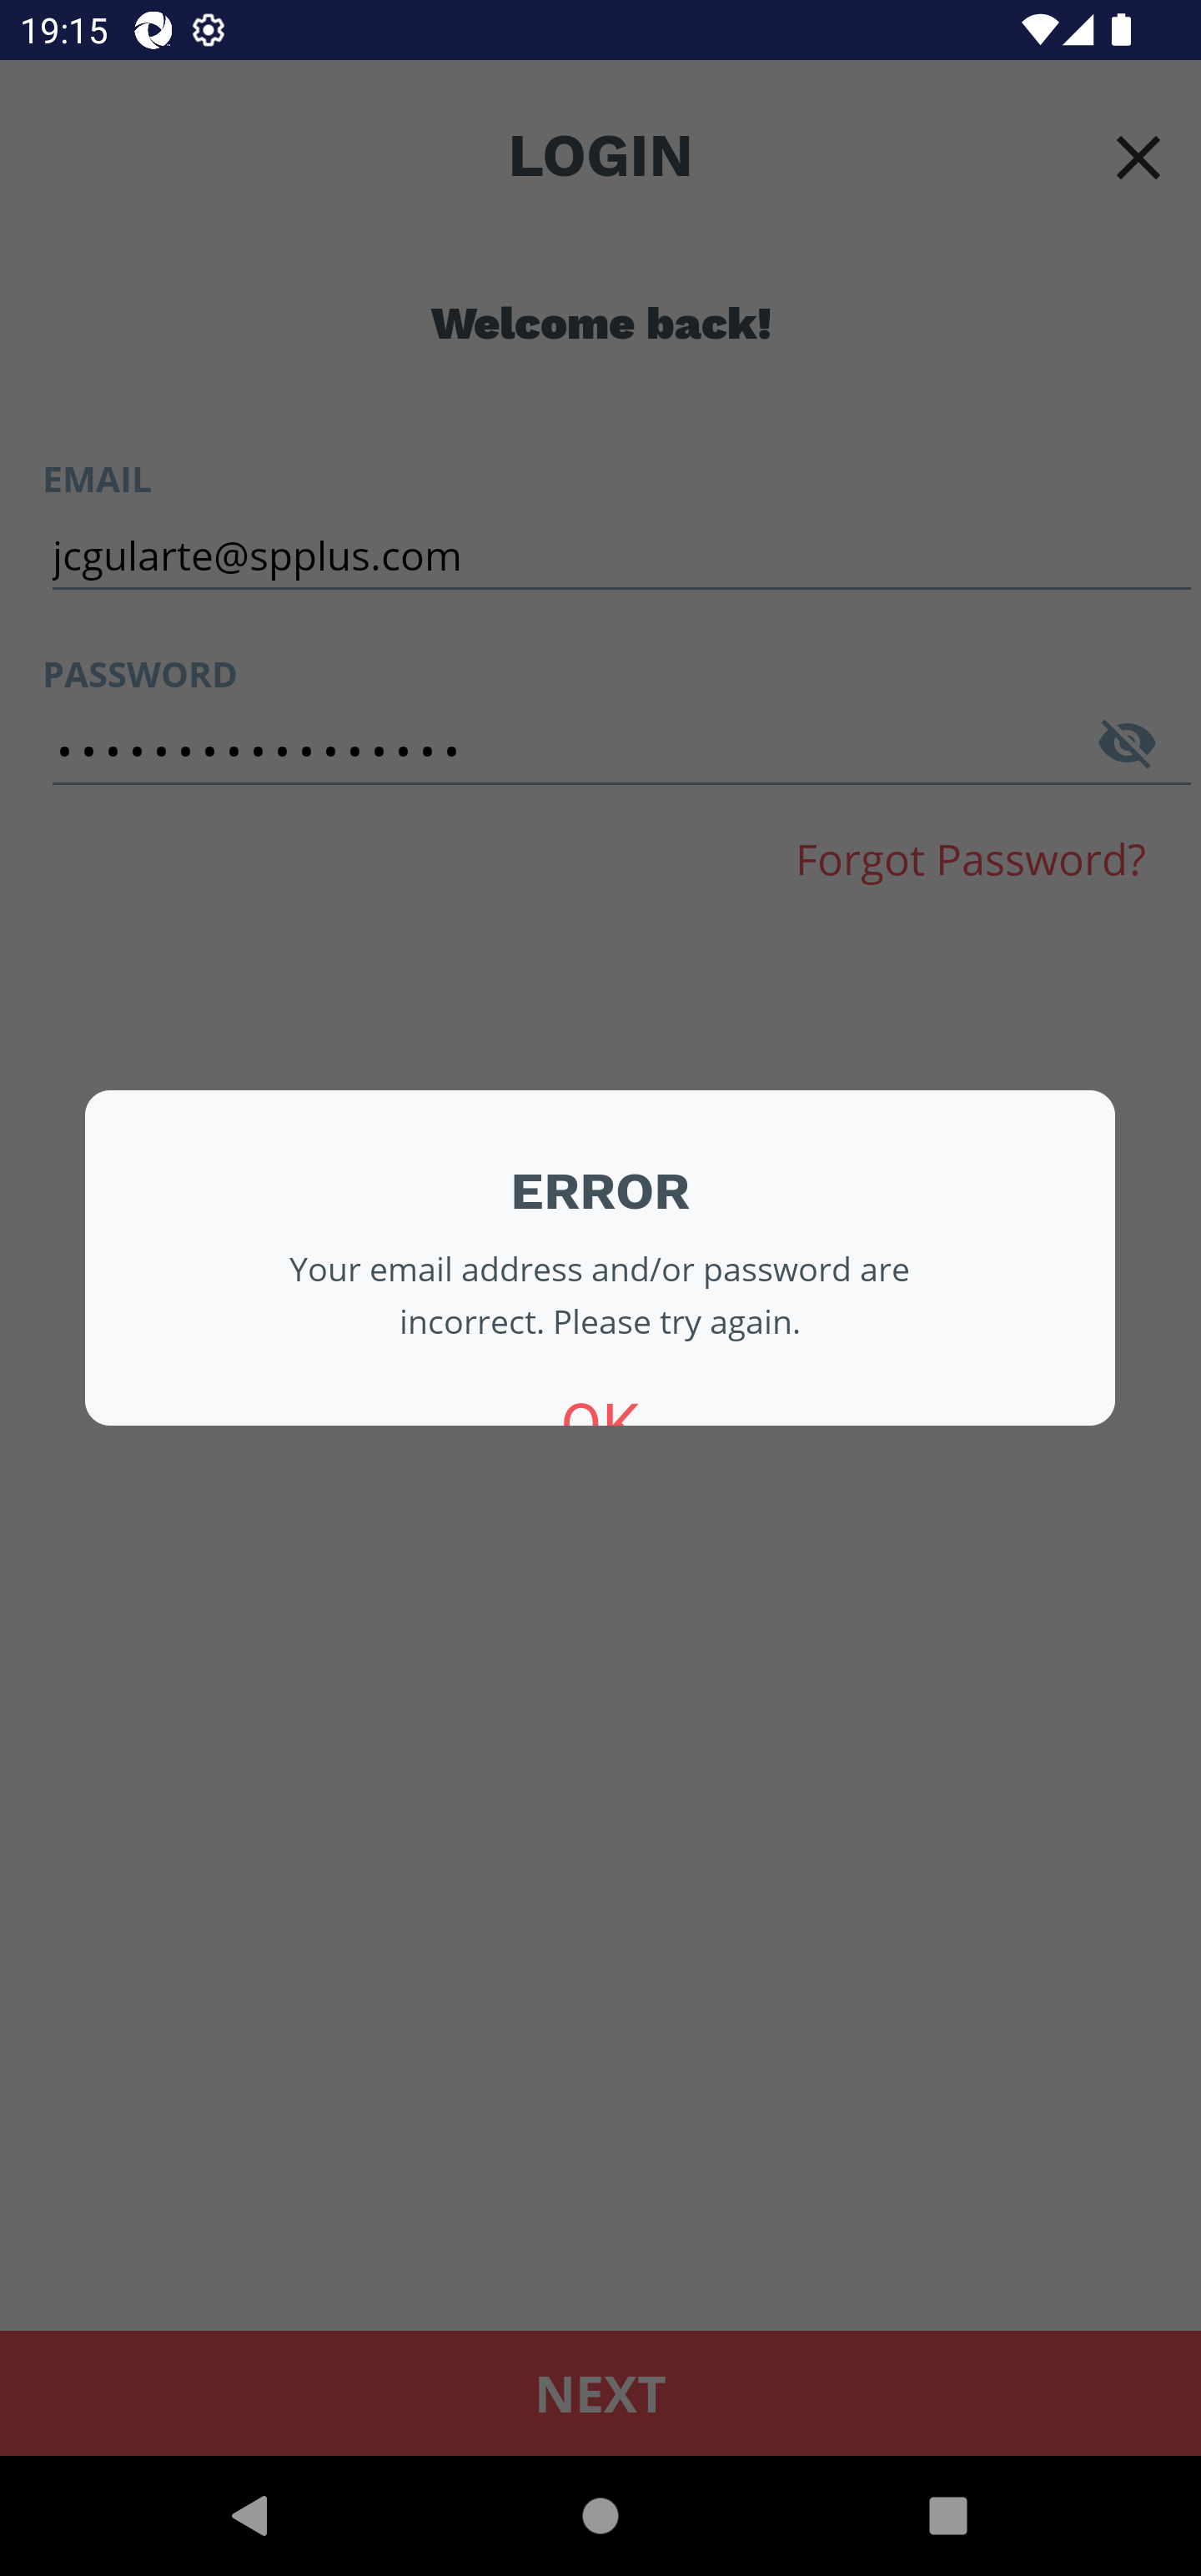 19:15
LOGIN
Welcome back!
EMAIL
jcgularte@spplus.com
PASSWORD
•••••••••••••••••
Forgot Password?
ERROR
Your email address and/or password are
incorrect. Please try again.
OK
NEXT